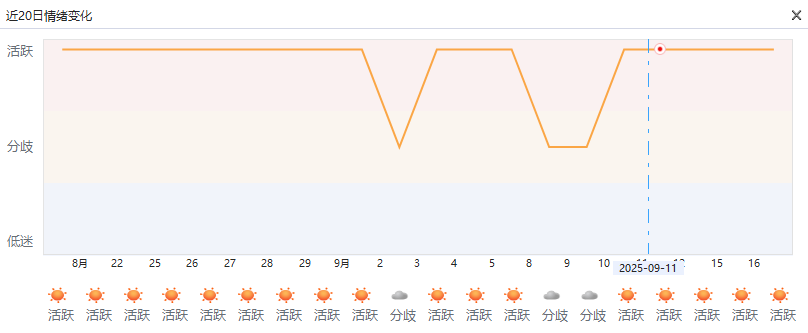 近20日情绪变化
活跃
分歧
低迷
8月 22 25 26 27 28 29 9月 2 3 4 5 8 9 10 15 16
2025-09-11
活跃 活跃 活跃 活跃 活跃 活跃 活跃 活跃 活跃 分歧 活跃 活跃 活跃 分歧 分歧 活跃 活跃 活跃 活跃 活跃